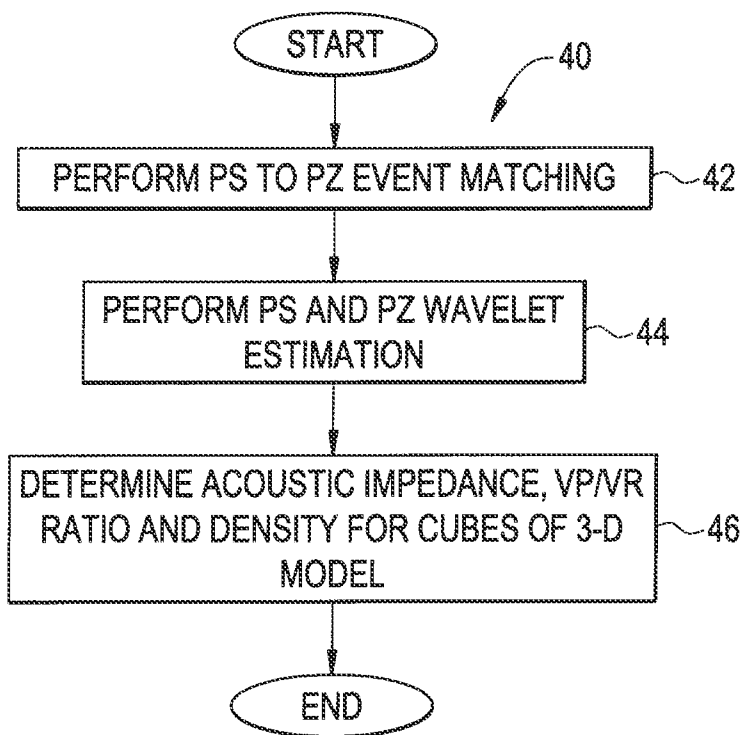 START
40
PERFORM PS TO PZ EVENT MATCHING
42
PERFORM PS AND PZ WAVELET
ESTIMATION
44
DETERMINE ACOUSTIC IMPEDANCE, VP/VR
RATIO AND DENSITY FOR CUBES OF 3-D
MODEL
46
END